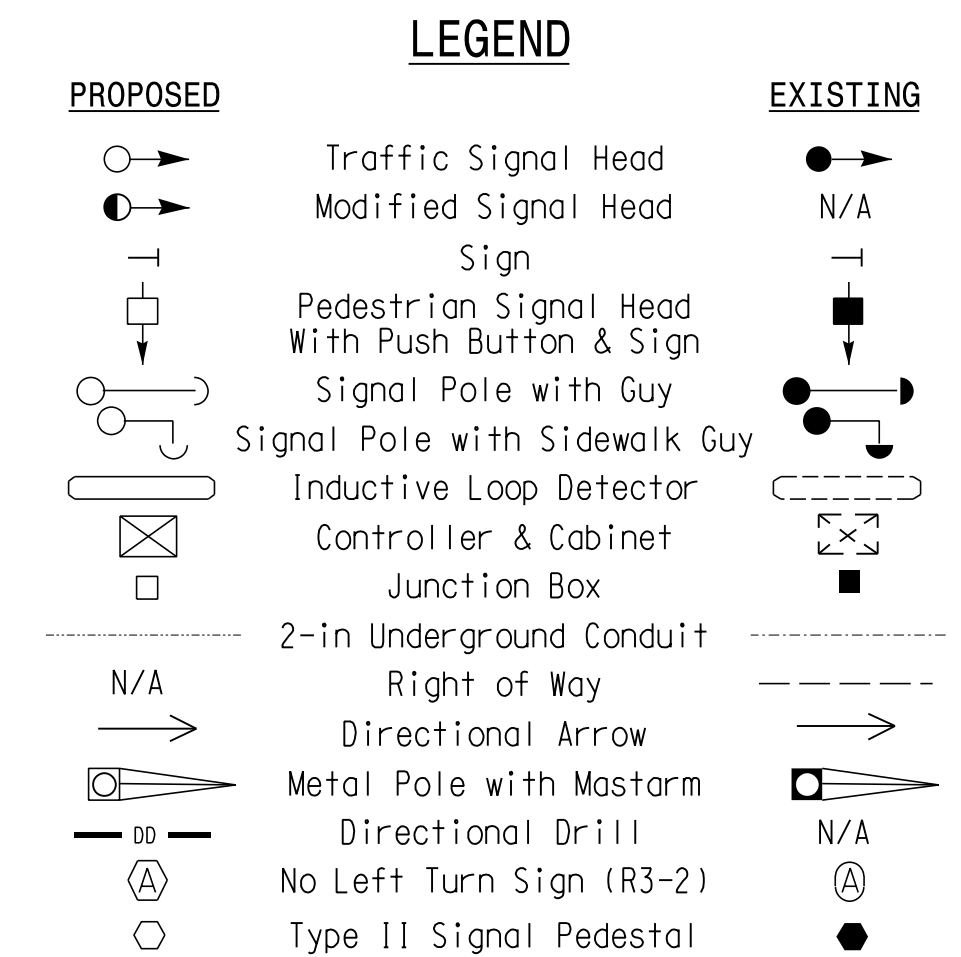 LEGEND
PROPOSED EXISTING
Traffic Signal Head
Modified Signal Head N/A
Sign
Pedestrian Signal Head
With Push Button & Sign
Signal Pole with Guy
Signal Pole with Sidewalk Guy
Inductive Loop Detector
Controller & Cabinet
Junction Box
2-in Underground Conduit
N/A Right of Way
Directional Arrow
Metal Pole with Mastarm
DD Directional Drill N/A
A No Left Turn Sign (R3-2) A
Type II Signal Pedestal